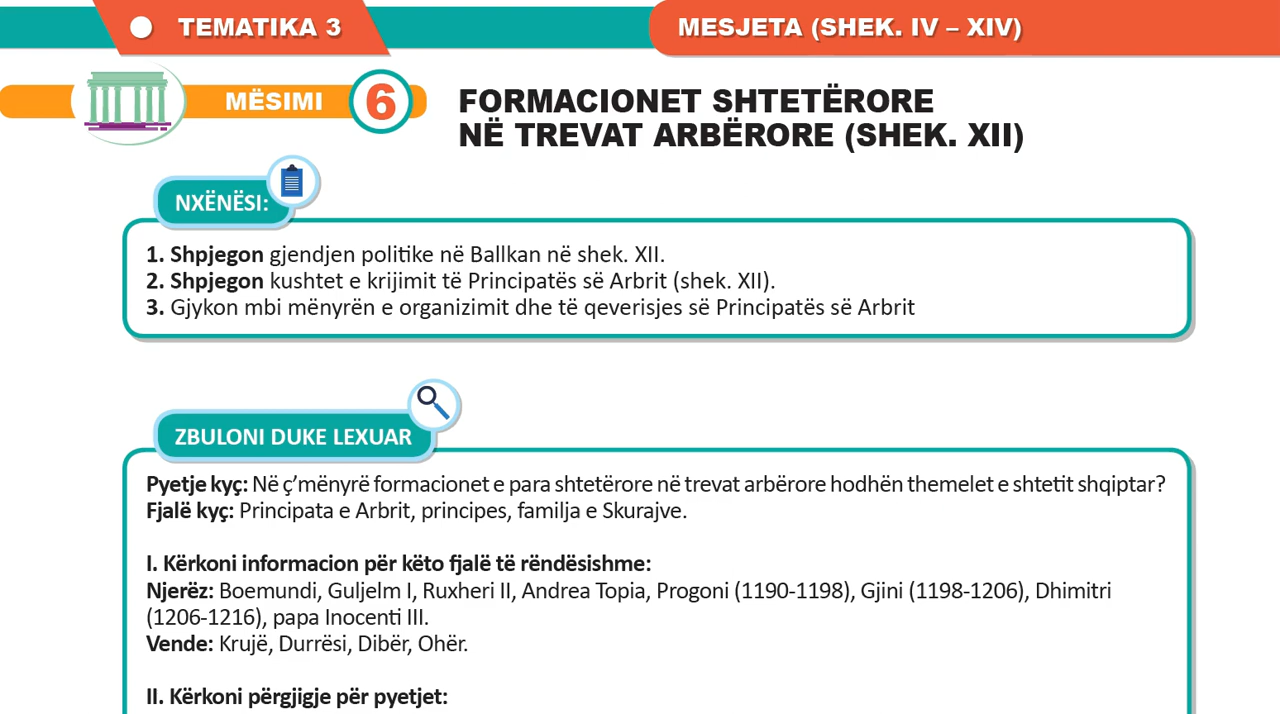 TEMATIKA 3
MESJETA (SHEK. IV – XIV)
MËSIMI 6
FORMACIONET SHTETËRORE
NË TREVAT ARBËRORE (SHEK. XII)
NXËNËSI:
1. Shpjegon gjendjen politike në Ballkan në shek. XII.
2. Shpjegon kushtet e krijimit të Principatës së Arbrit (shek. XII).
3. Gjykon mbi mënyrën e organizimit dhe të qeverisjes së Principatës së Arbrit
ZBULONI DUKE LEXUAR
Pyetje kyç: Në ç’mënyrë formacionet e para shtetërore në trevat arbërore hodhën themelet e shtetit shqiptar?
Fjalë kyç: Principata e Arbrit, principes, familja e Skurajve.
I. Kërkoni informacion për këto fjalë të rëndësishme:
Njerëz: Boemundi, Guljelm I, Ruxheri II, Andrea Topia, Progoni (1190-1198), Gjini (1198-1206), Dhimitri
(1206-1216), papa Inocenti III.
Vende: Krujë, Durrësi, Dibër, Ohër.
II. Kërkoni përgjigje për pyetjet: